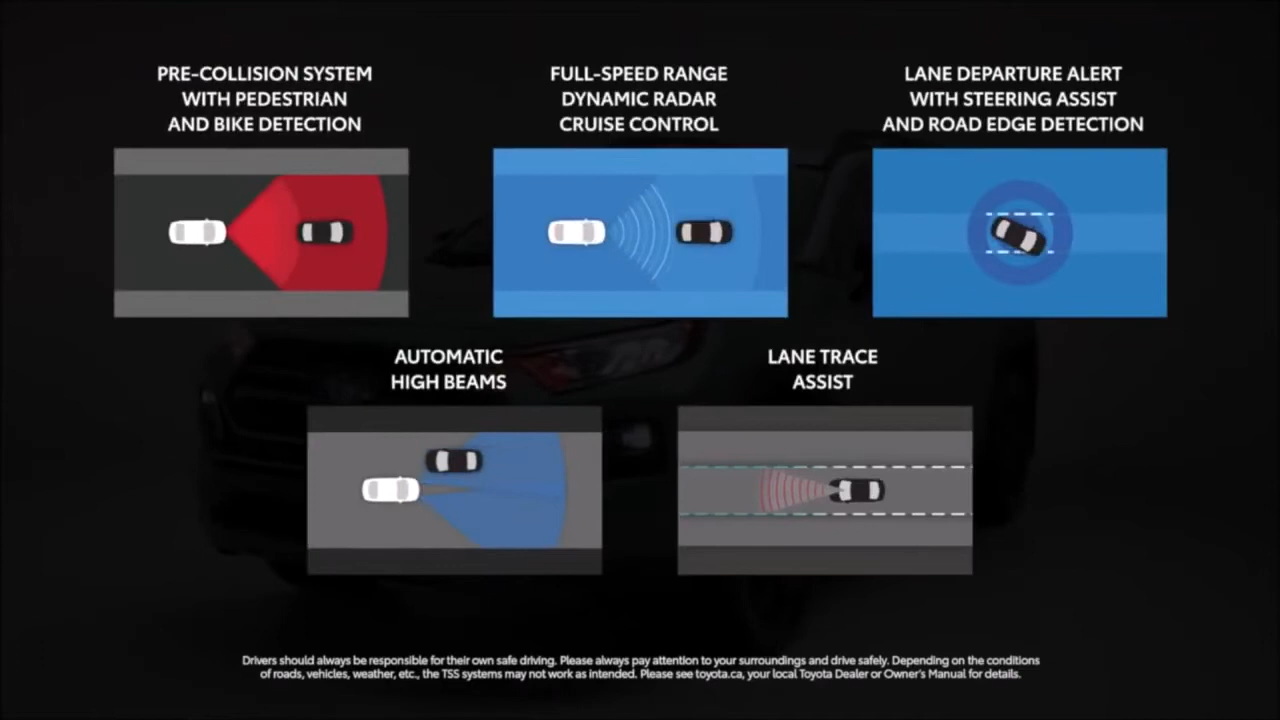 PRE-COLLISION SYSTEM
WITH PEDESTRIAN
AND BIKE DETECTION
FULL-SPEED RANGE
DYNAMIC RADAR
CRUISE CONTROL
LANE DEPARTURE ALERT
WITH STEERING ASSIST
AND ROAD EDGE DETECTION
AUTOMATIC
HIGH BEAMS
LANE TRACE
ASSIST
Drivers should always be responsible for their own safe driving. Please always pay attention to your surroundings and drive safely. Depending on the conditions
of roads, vehicles, weather, etc., the TSS systems may not work as intended. Please see toyota.ca, your local Toyota Dealer or Owner's Manual for details.